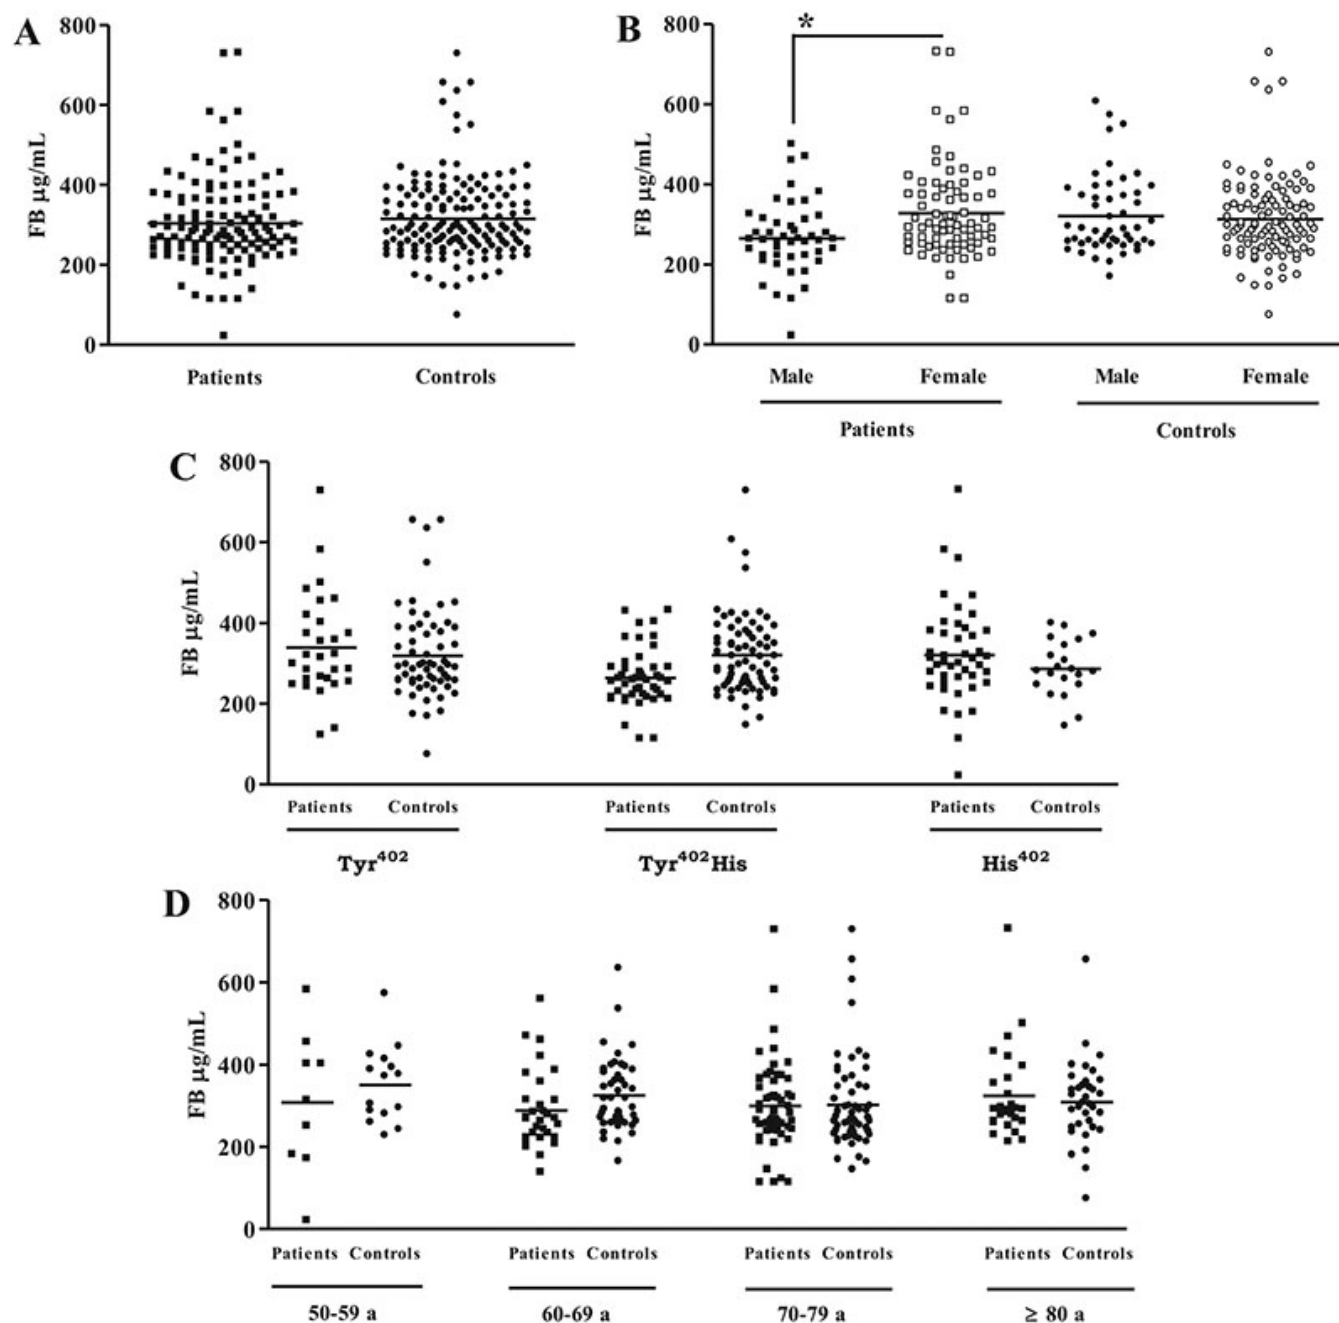 A
FB µg/mL
800
600
400
200
0
Patients Controls
B
*
FB µg/mL
800
600
400
200
0
Male Female Male Female
Patients Controls
C
FB µg/mL
800
600
400
200
0
Patients Controls Patients Controls Patients Controls
Tyr⁴⁰² Tyr⁴⁰²His His⁴⁰²
D
FB µg/mL
800
600
400
200
0
Patients Controls Patients Controls Patients Controls Patients Controls
50-59 a 60-69 a 70-79 a ≥ 80 a